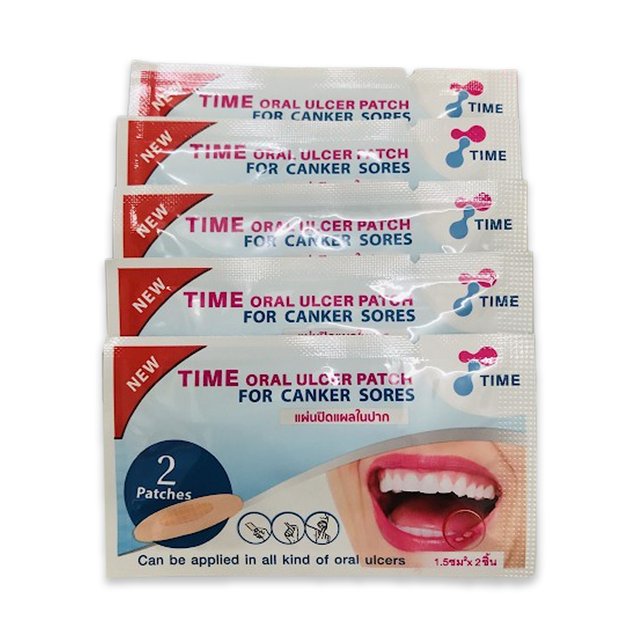 NEW
TIME ORAL ULCER PATCH
FOR CANKER SORES
TIME
NEW
TIME ORAL ULCER PATCH
FOR CANKER SORES
TIME
NEW
TIME ORAL ULCER PATCH
FOR CANKER SORES
TIME
NEW
TIME ORAL ULCER PATCH
FOR CANKER SORES
TIME
NEW
TIME ORAL ULCER PATCH
FOR CANKER SORES
TIME
แผ่นปิดแผลในปาก
2
Patches
Can be applied in all kind of oral ulcers
1.5ซม² x 2ชิ้น